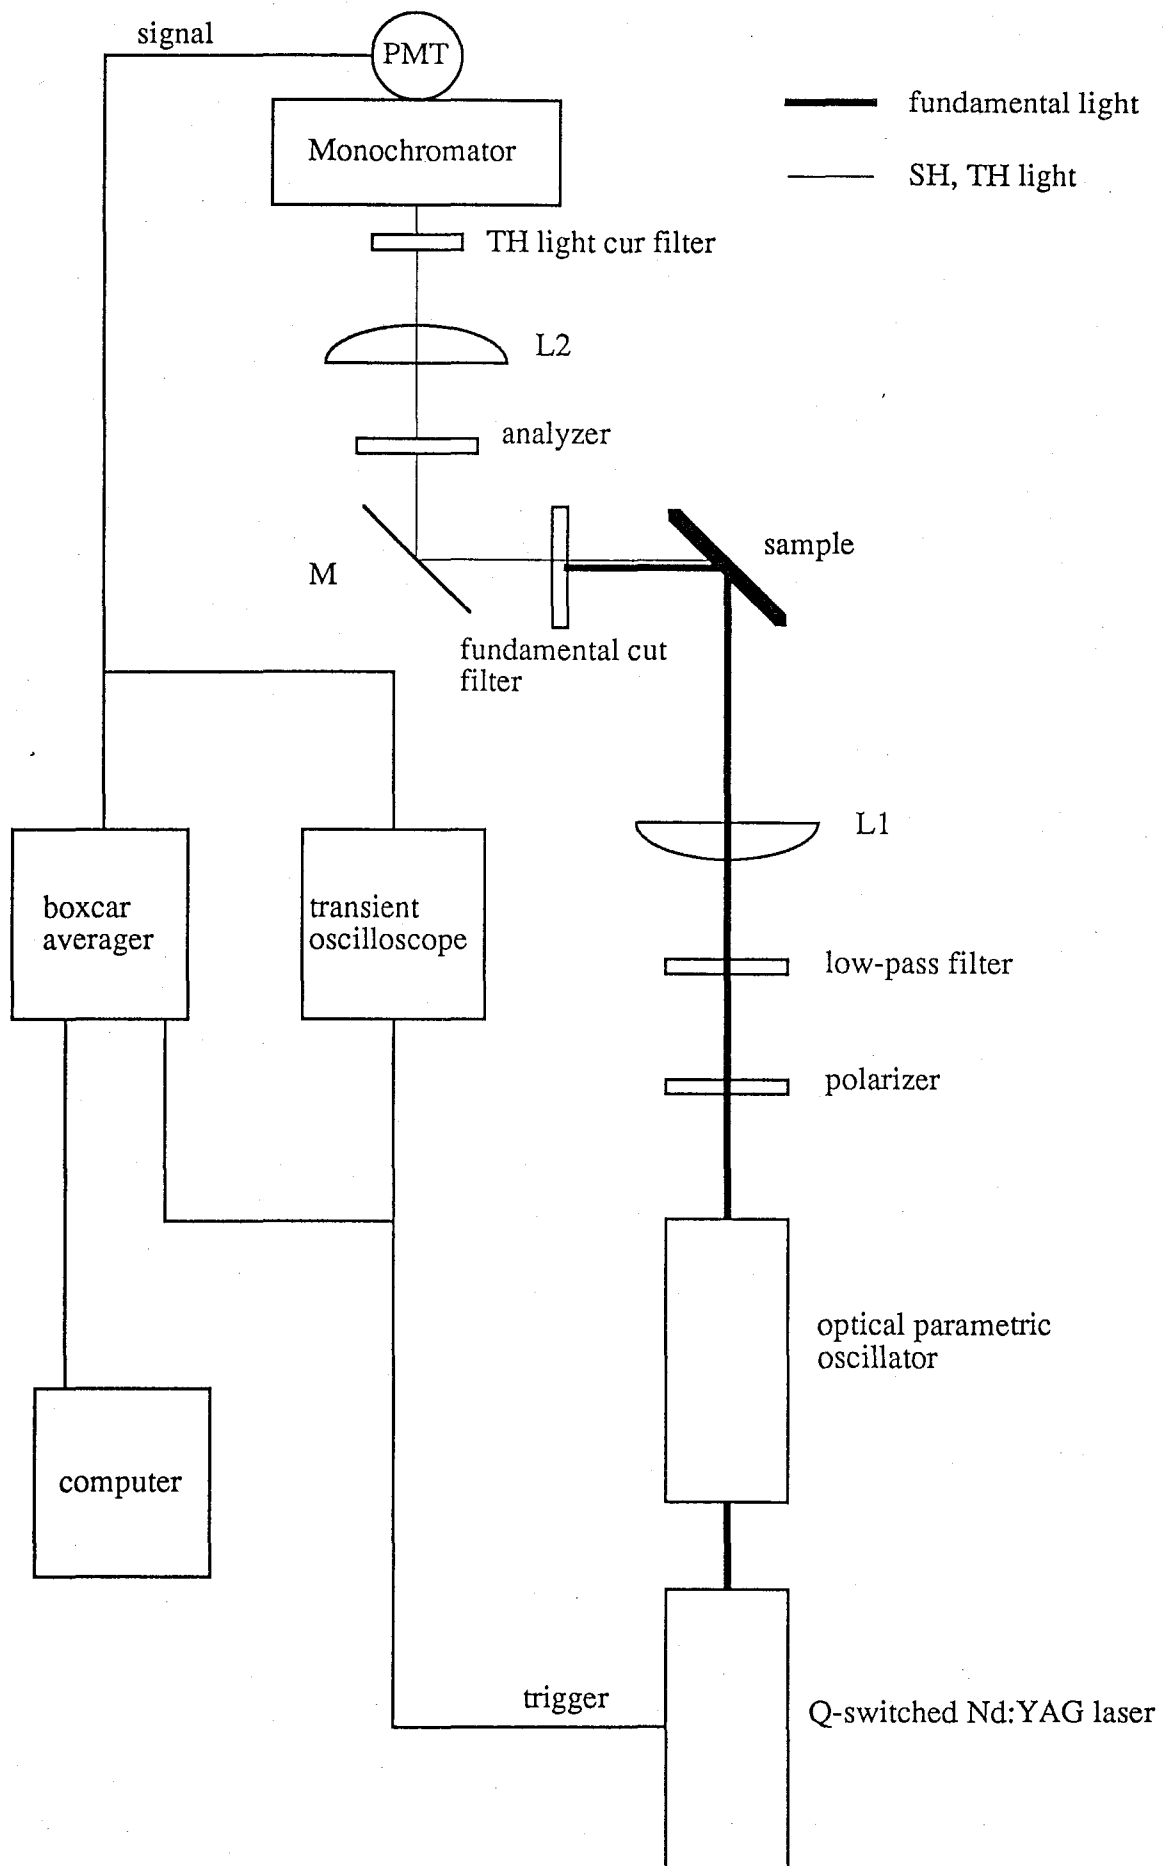 signal
PMT
fundamental light
Monochromator
SH, TH light
TH light cur filter
L2
analyzer
sample
M
fundamental cut
filter
L1
boxcar
averager
transient
oscilloscope
low-pass filter
polarizer
optical parametric
oscillator
computer
trigger
Q-switched Nd:YAG laser